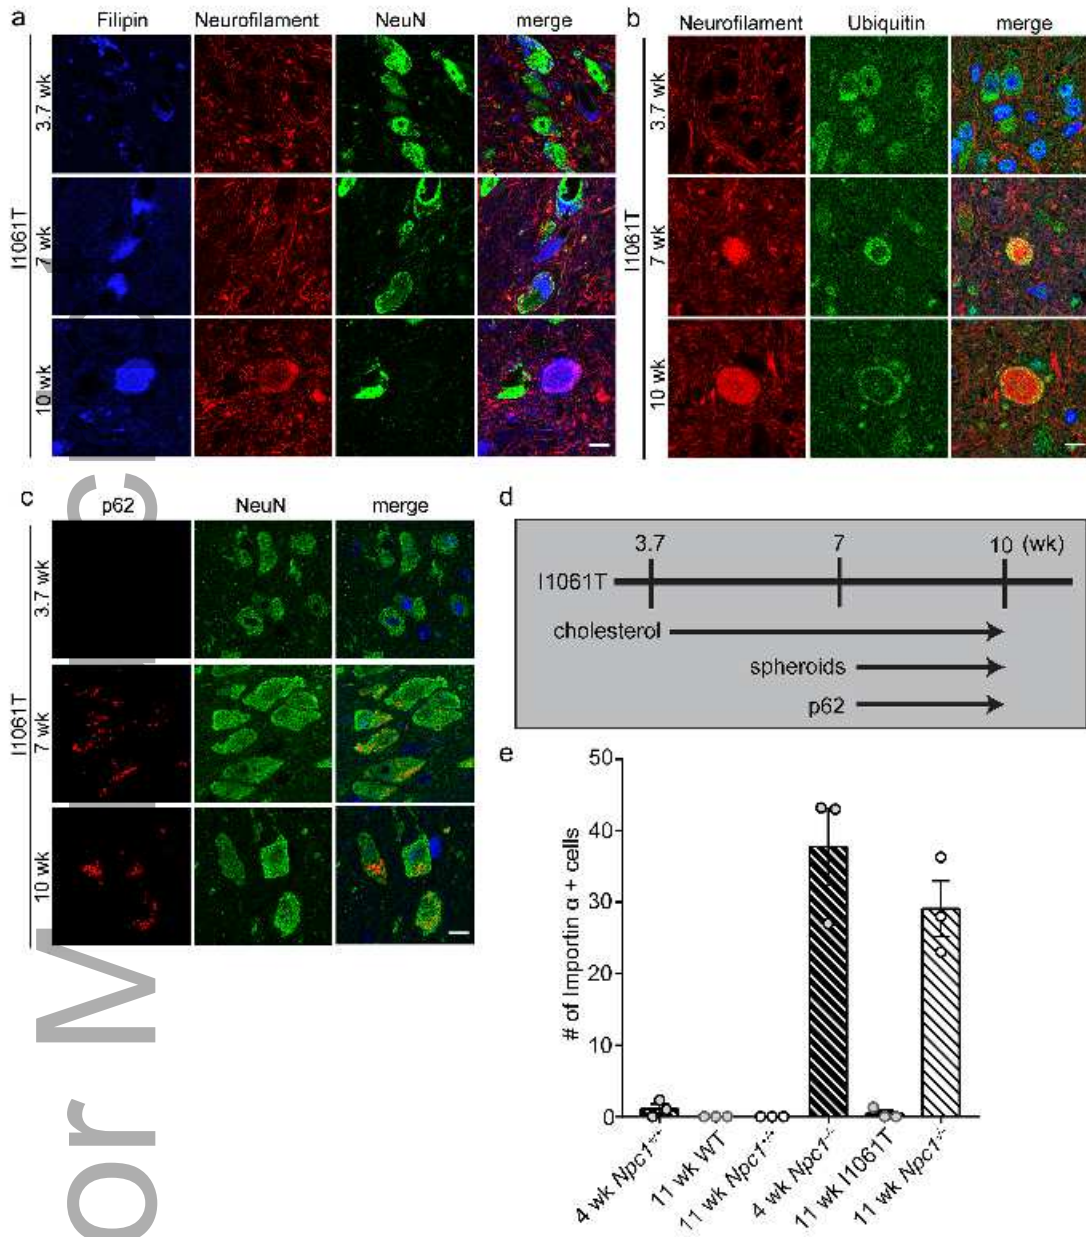 a
Filipin Neurofilament NeuN merge
I1061T
3.7 wk
7 wk
10 wk
b
Neurofilament Ubiquitin merge
I1061T
3.7 wk
7 wk
10 wk
c
p62 NeuN merge
I1061T
3.7 wk
7 wk
10 wk
d
3.7 7 10 (wk)
I1061T
cholesterol
spheroids
p62
e
# of Importin α + cells
50
40
30
20
10
0
4 wk Npc1+/+
11 wk WT
11 wk Npc1+/+
4 wk Npc1-/-
11 wk I1061T
11 wk Npc1-/-
or M